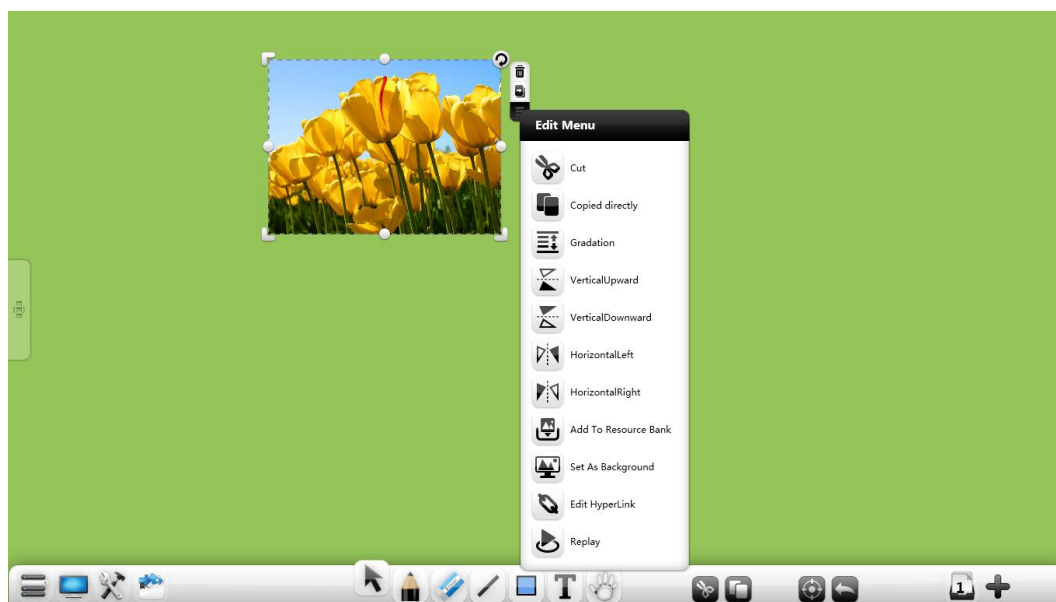 Edit Menu
Cut
Copied directly
Gradation
VerticalUpward
VerticalDownward
HorizontalLeft
HorizontalRight
Add To Resource Bank
Set As Background
Edit HyperLink
Replay
T
1